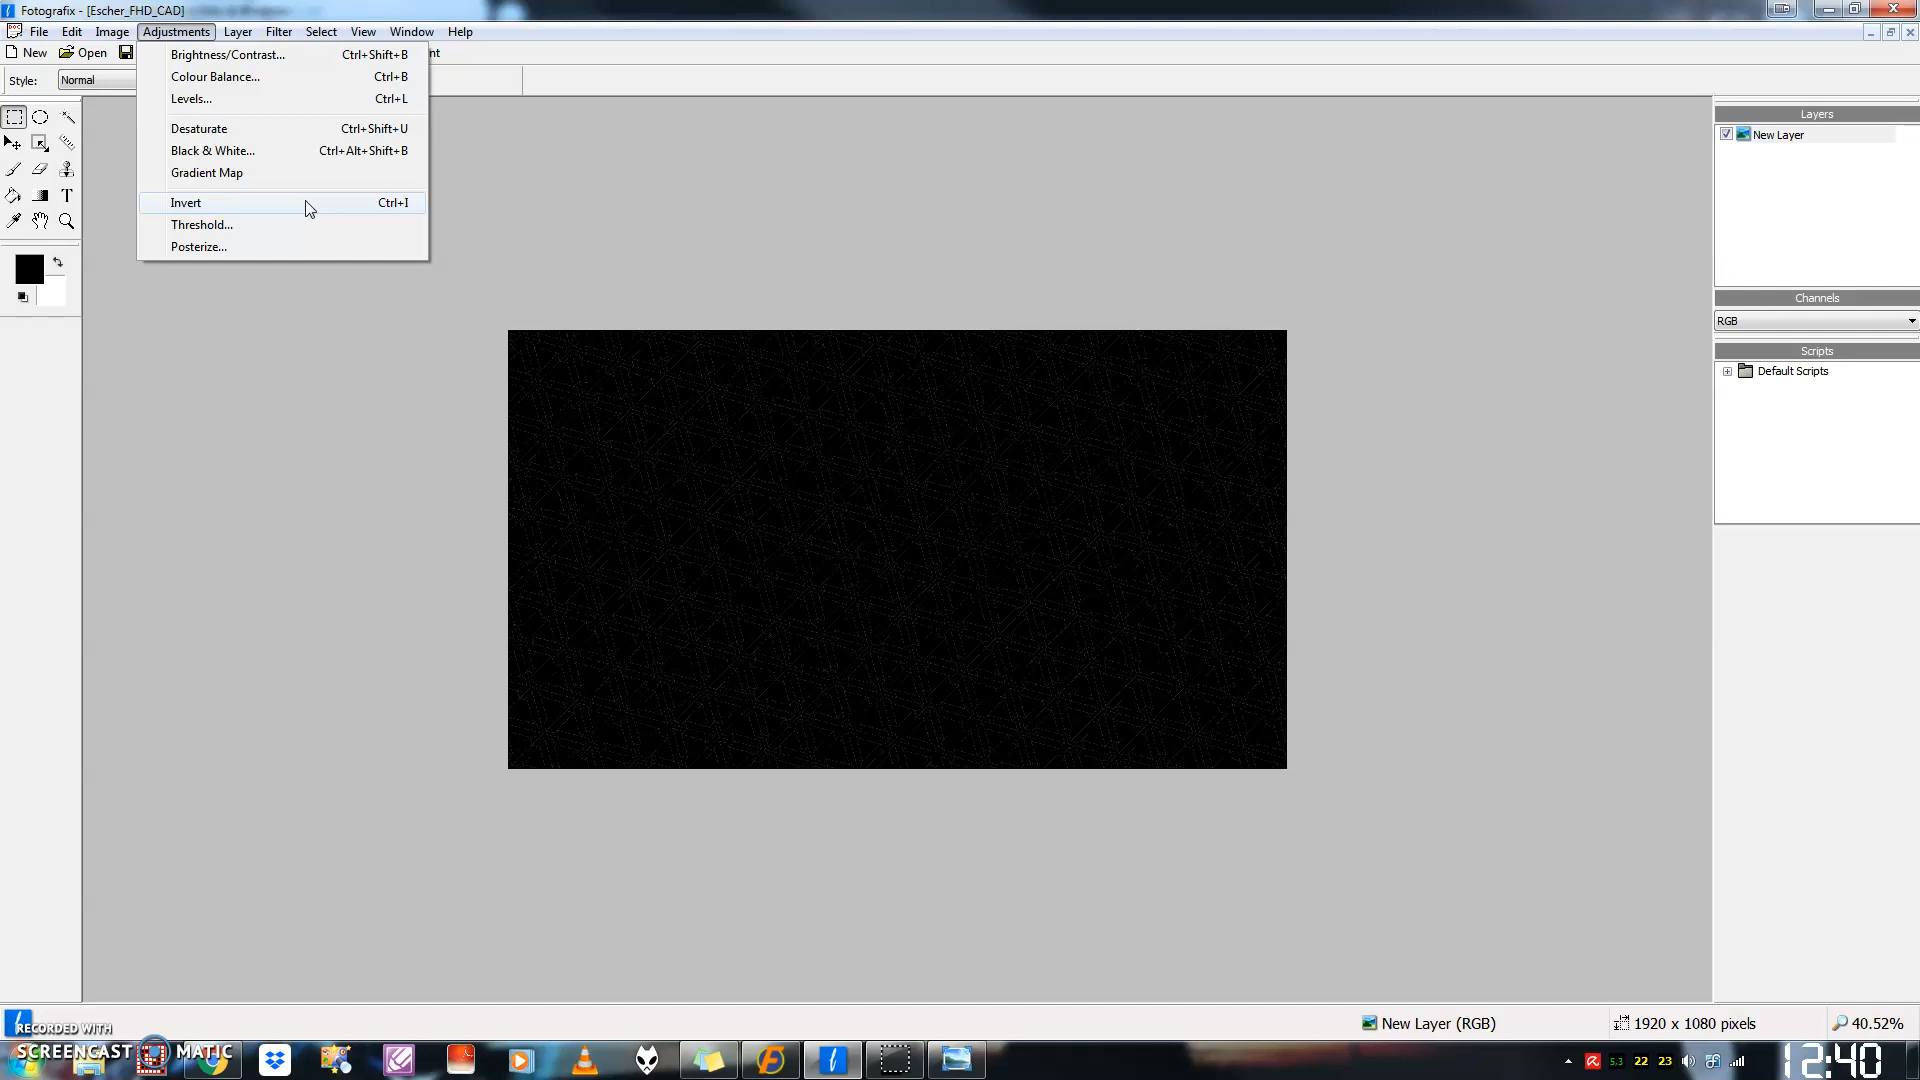 Fotografix - [Escher_FHD_CAD]
File Edit Image Adjustments Layer Filter Select View Window Help
New Open
Style: Normal
Brightness/Contrast... Ctrl+Shift+B
Colour Balance... Ctrl+B
Levels... Ctrl+L
Desaturate Ctrl+Shift+U
Black & White... Ctrl+Alt+Shift+B
Gradient Map
Invert Ctrl+I
Threshold...
Posterize...
T
Layers
New Layer
Channels
RGB
Scripts
Default Scripts
New Layer (RGB) 1920 x 1080 pixels 40.52%
RECORDED WITH
SCREENCAST MATIC
5.3 22 23 12:40